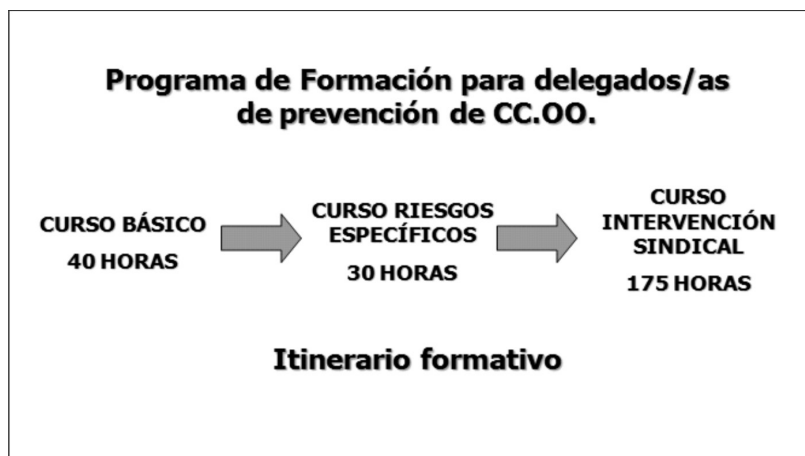 Programa de Formación para delegados/as
de prevención de CC.OO.
CURSO BÁSICO
40 HORAS
CURSO RIESGOS
ESPECÍFICOS
30 HORAS
CURSO
INTERVENCIÓN
SINDICAL
175 HORAS
Itinerario formativo